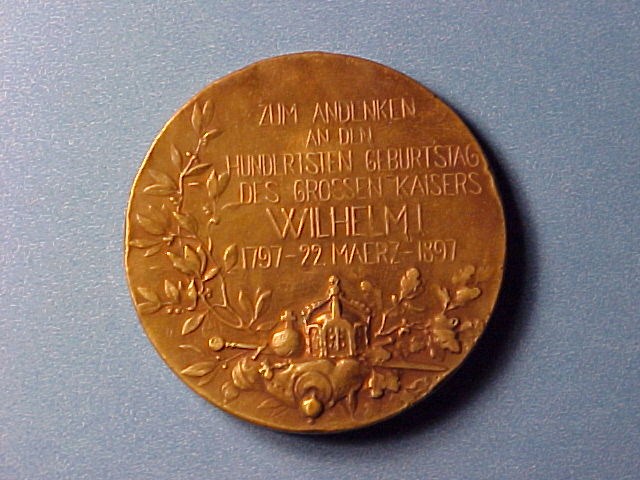 ZUM ANDENKEN
AN DEN
HUNDERTSTEN GEBURTSTAG
DES GROSSEN KAISERS
WILHELM I
1797-22. MAERZ-1897